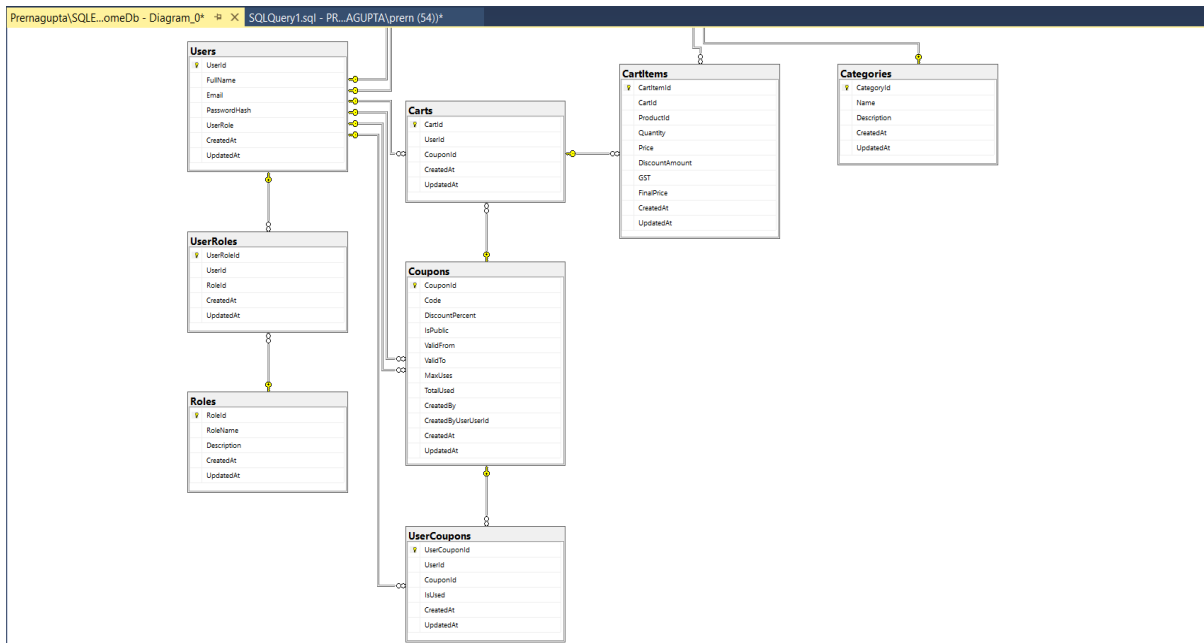 Prernagupta\SQLE...omeDb - Diagram_0*
SQLQuery1.sql - PR...AGUPTA\prern (54))*
Users
UserId
FullName
Email
PasswordHash
UserRole
CreatedAt
UpdatedAt
UserRoles
UserRoleId
UserId
RoleId
CreatedAt
UpdatedAt
Roles
RoleId
RoleName
Description
CreatedAt
UpdatedAt
Carts
CartId
UserId
CouponId
CreatedAt
UpdatedAt
Coupons
CouponId
Code
DiscountPercent
IsPublic
ValidFrom
ValidTo
MaxUses
TotalUsed
CreatedBy
CreatedByUserUserId
CreatedAt
UpdatedAt
UserCoupons
UserCouponId
UserId
CouponId
IsUsed
CreatedAt
UpdatedAt
CartItems
CartItemId
CartId
ProductId
Quantity
Price
DiscountAmount
GST
FinalPrice
CreatedAt
UpdatedAt
Categories
CategoryId
Name
Description
CreatedAt
UpdatedAt